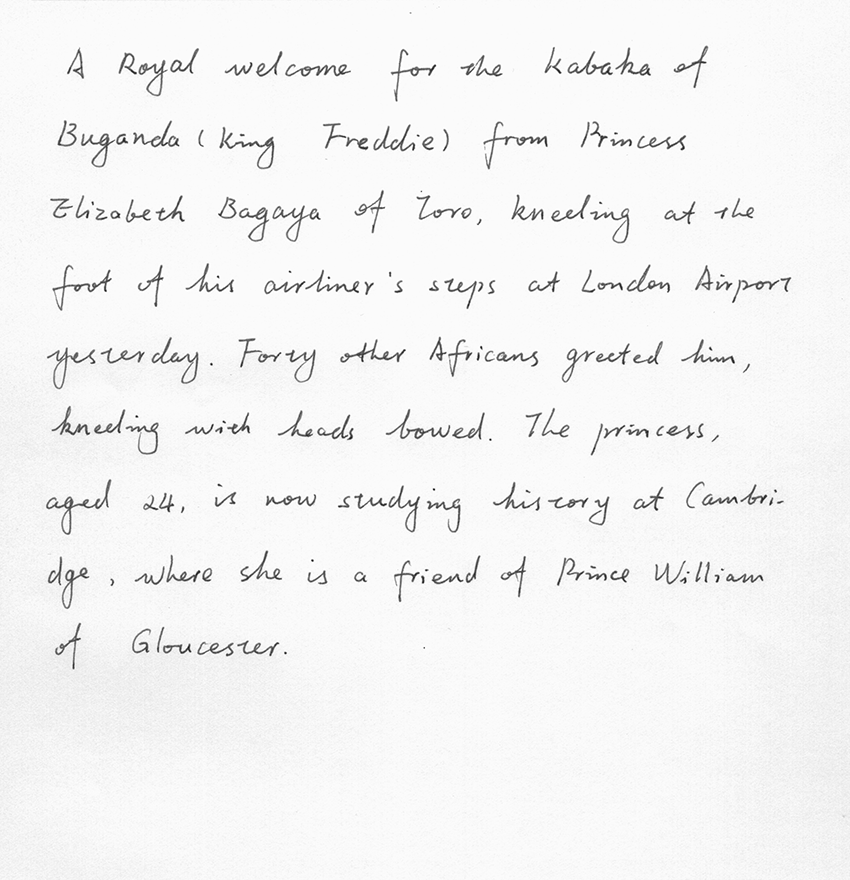 A Royal welcome for the Kabaka of
Buganda (King Freddie) from Princess
Elizabeth Bagaya of Toro, kneeling at the
foot of his airliner's steps at London Airport
yesterday. Forty other Africans greeted him,
kneeling with heads bowed. The princess,
aged 24, is now studying history at Cambri-
dge, where she is a friend of Prince William
of Gloucester.